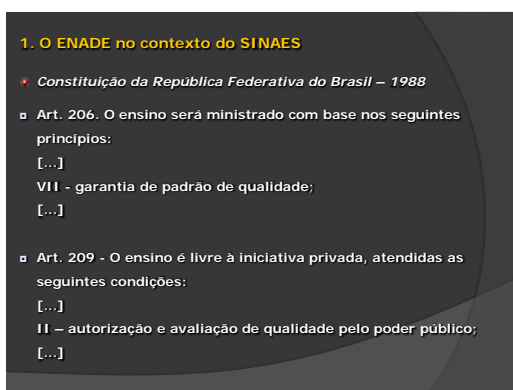 1. O ENADE no contexto do SINAES
Constituição da República Federativa do Brasil – 1988
Art. 206. O ensino será ministrado com base nos seguintes
princípios:
[...]
VII - garantia de padrão de qualidade;
[...]
Art. 209 - O ensino é livre à iniciativa privada, atendidas as
seguintes condições:
[...]
II – autorização e avaliação de qualidade pelo poder público;
[...]